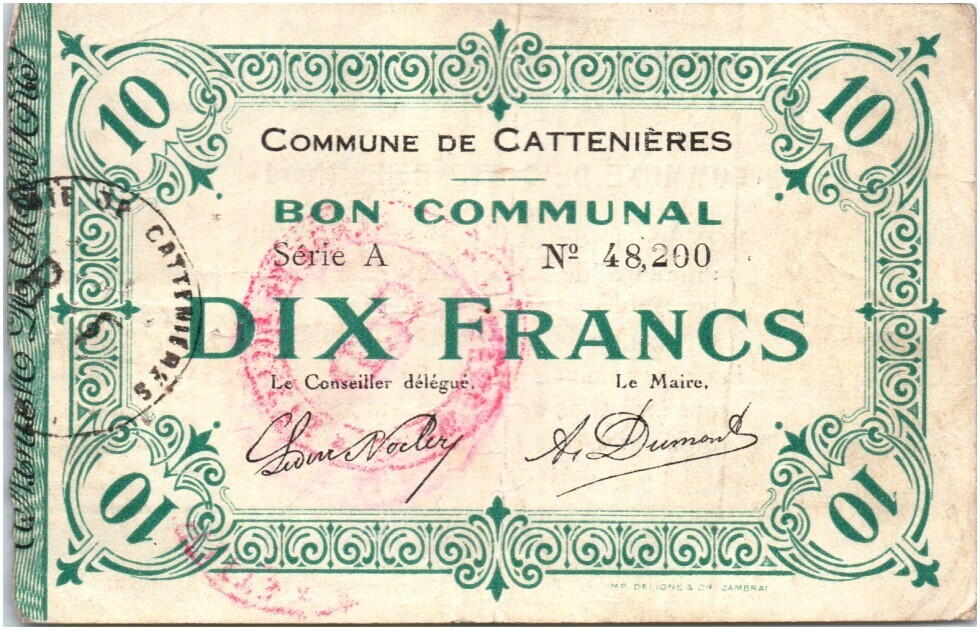 10 10
COMMUNE DE CATTENIÈRES
BON COMMUNAL
Série A Nº 48,200
DIX FRANCS
Le Conseiller délégué, Le Maire,
A. Dumont
10 10
IMP. DELIGNE & Cie CAMBRAI
CATTENIERES